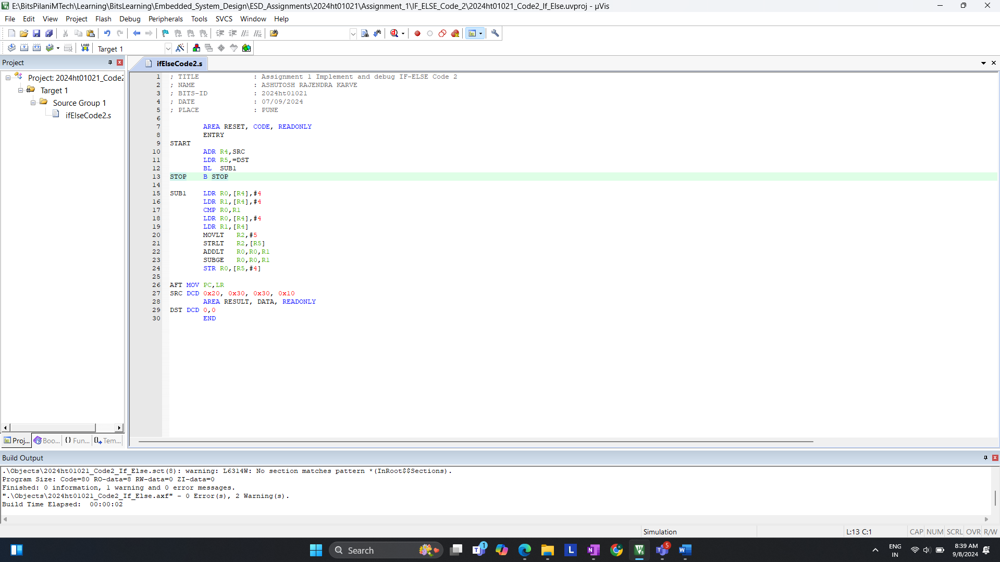 E:\BitsPilaniMTech\Learning\BitsLearning\Embedded_System_Design\ESD_Assignments\2024ht01021\Assignment_1\IF_ELSE_Code_2\2024ht01021_Code2_If_Else.uvproj - µVis
File Edit View Project Flash Debug Peripherals Tools SVCS Window Help
LOAD Target 1
Project
ifElseCode2.s
Project: 2024ht01021_Code2
Target 1
Source Group 1
ifElseCode2.s
1 ; TITLE : Assignment 1 Implement and debug IF-ELSE Code 2
2 ; NAME : ASHUTOSH RAJENDRA KARVE
3 ; BITS-ID : 2024ht01021
4 ; DATE : 07/09/2024
5 ; PLACE : PUNE
6
7 AREA RESET, CODE, READONLY
8 ENTRY
9 START
10 ADR R4,SRC
11 LDR R5,=DST
12 BL SUB1
13 STOP B STOP
14
15 SUB1 LDR R0,[R4],#4
16 LDR R1,[R4],#4
17 CMP R0,R1
18 LDR R0,[R4],#4
19 LDR R1,[R4]
20 MOVLT R2,#5
21 STRLT R2,[R5]
22 ADDLT R0,R0,R1
23 SUBGE R0,R0,R1
24 STR R0,[R5,#4]
25
26 AFT MOV PC,LR
27 SRC DCD 0x20, 0x30, 0x30, 0x10
28 AREA RESULT, DATA, READONLY
29 DST DCD 0,0
30 END
Proj... Boo... {} Fun... Tem...
Build Output
.\Objects\2024ht01021_Code2_If_Else.sct(8): warning: L6314W: No section matches pattern *(InRoot$$Sections).
Program Size: Code=80 RO-data=8 RW-data=0 ZI-data=0
Finished: 0 information, 1 warning and 0 error messages.
".\Objects\2024ht01021_Code2_If_Else.axf" - 0 Error(s), 2 Warning(s).
Build Time Elapsed: 00:00:02
Simulation L:13 C:1 CAP NUM SCRL OVR R/W
Search
1
5
ENG
IN
8:39 AM
9/8/2024